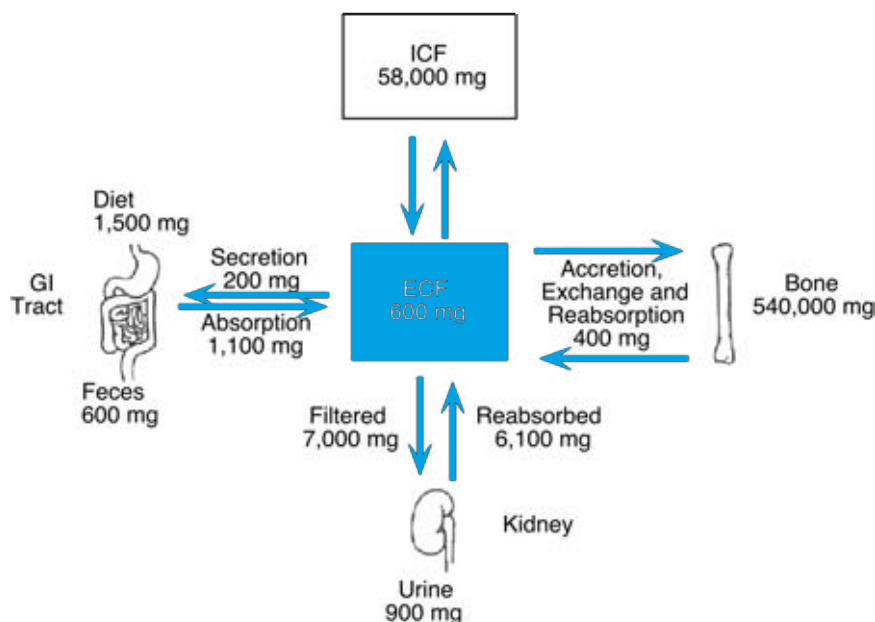 ICF
58,000 mg
Diet
1,500 mg
GI
Tract
Secretion
200 mg
Absorption
1,100 mg
Feces
600 mg
ECF
600 mg
Accretion,
Exchange and
Reabsorption
400 mg
Bone
540,000 mg
Filtered
7,000 mg
Reabsorbed
6,100 mg
Kidney
Urine
900 mg